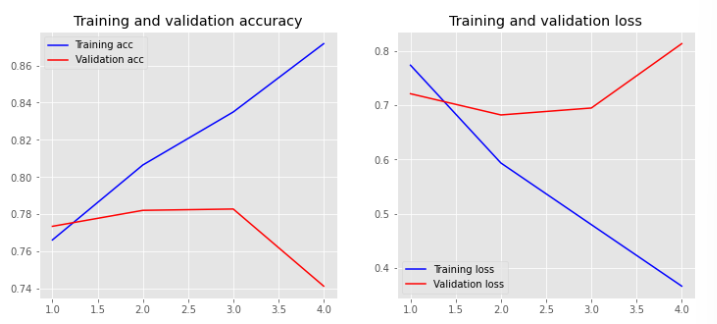 Training and validation accuracy
Training acc
Validation acc
0.86
0.84
0.82
0.80
0.78
0.76
0.74
1.0 1.5 2.0 2.5 3.0 3.5 4.0
Training and validation loss
0.8
0.7
0.6
0.5
0.4
Training loss
Validation loss
1.0 1.5 2.0 2.5 3.0 3.5 4.0